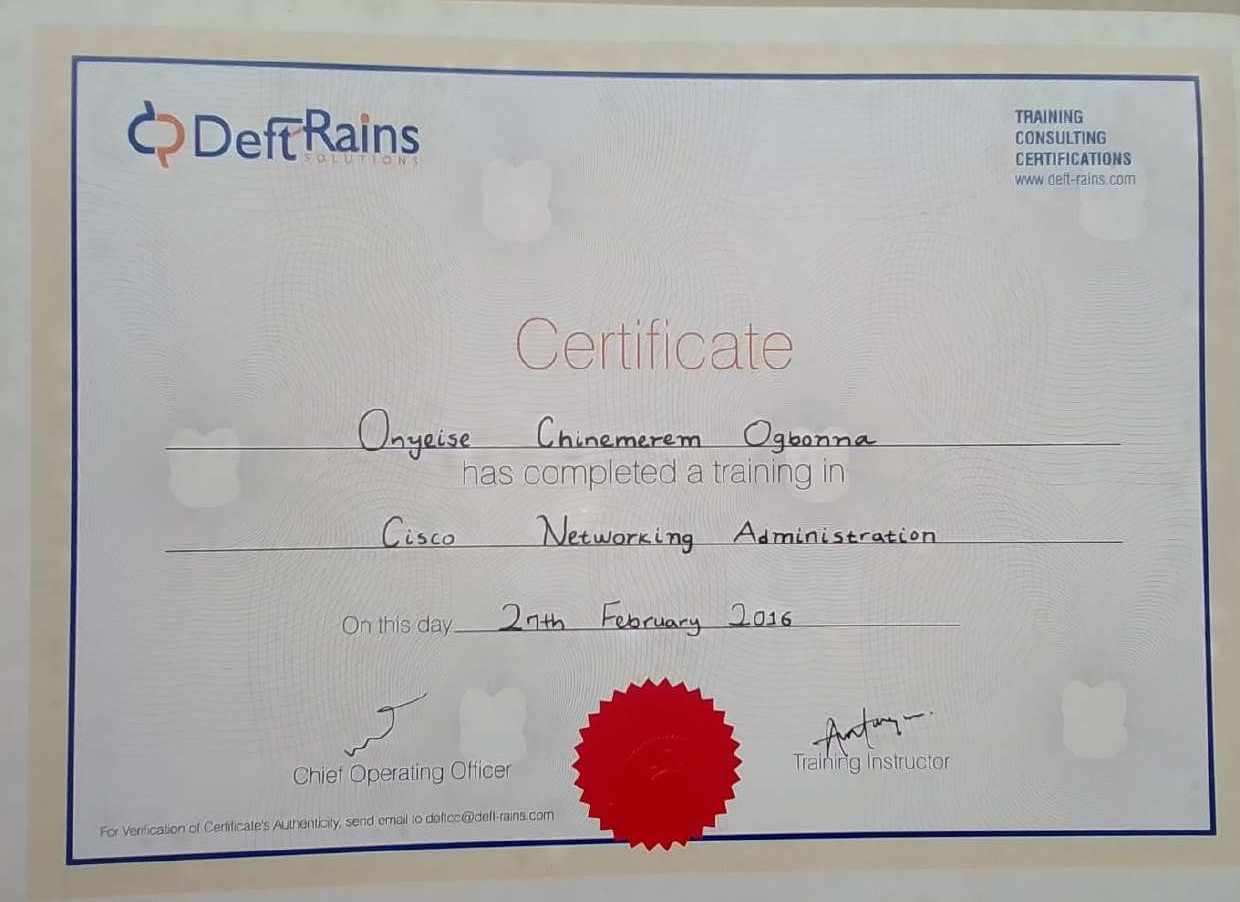 DeftRains
SOLUTIONS
TRAINING
CONSULTING
CERTIFICATIONS
www.deft-rains.com
Certificate
Onyeise Chinemerem Ogbonna
has completed a training in
Cisco Networking Administration
On this day 27th February 2016
Chief Operating Officer
Training Instructor
For Verification of Certificate's Authenticity, send email to deftcc@deft-rains.com